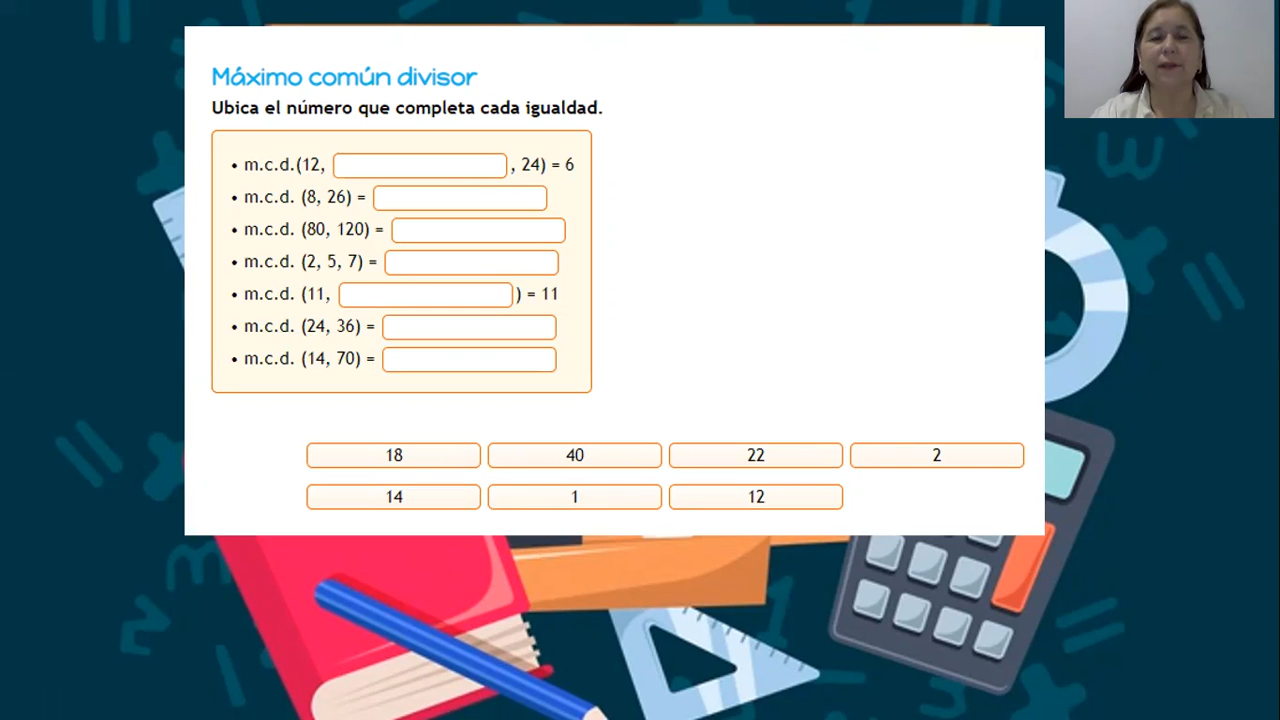 Máximo común divisor
Ubica el número que completa cada igualdad.
• m.c.d.(12, , 24) = 6
• m.c.d. (8, 26) =
• m.c.d. (80, 120) =
• m.c.d. (2, 5, 7) =
• m.c.d. (11, ) = 11
• m.c.d. (24, 36) =
• m.c.d. (14, 70) =
18 40 22 2
14 1 12